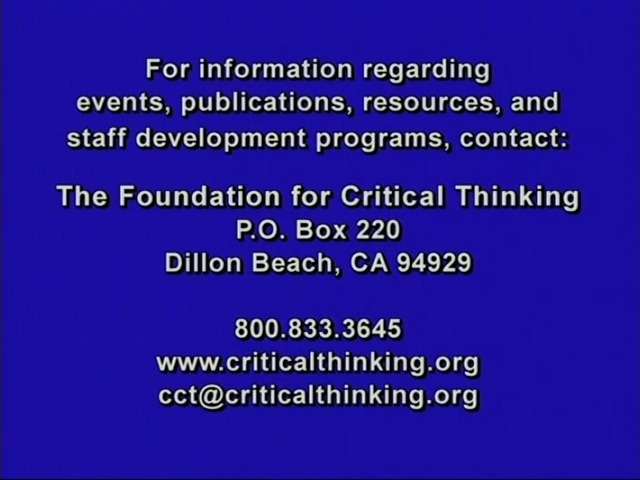 For information regarding
events, publications, resources, and
staff development programs, contact:
The Foundation for Critical Thinking
P.O. Box 220
Dillon Beach, CA 94929
800.833.3645
www.criticalthinking.org
cct@criticalthinking.org